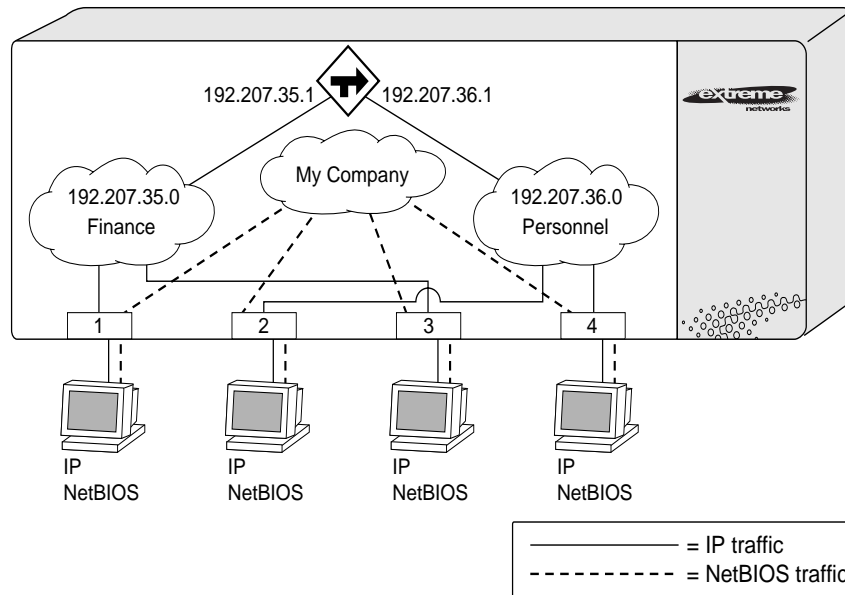 192.207.35.1
192.207.36.1
extreme
networks
My Company
192.207.35.0
Finance
192.207.36.0
Personnel
1
2
3
4
IP
NetBIOS
IP
NetBIOS
IP
NetBIOS
IP
NetBIOS
= IP traffic
= NetBIOS traffic